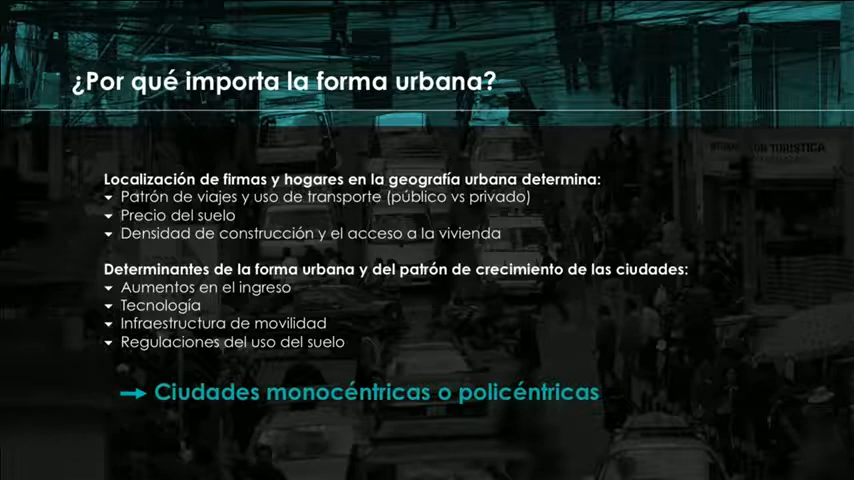 ¿Por qué importa la forma urbana?
Localización de firmas y hogares en la geografía urbana determina:
Patrón de viajes y uso de transporte (público vs privado)
Precio del suelo
Densidad de construcción y el acceso a la vivienda
Determinantes de la forma urbana y del patrón de crecimiento de las ciudades:
Aumentos en el ingreso
Tecnología
Infraestructura de movilidad
Regulaciones del uso del suelo
Ciudades monocéntricas o policéntricas
TURISTICA